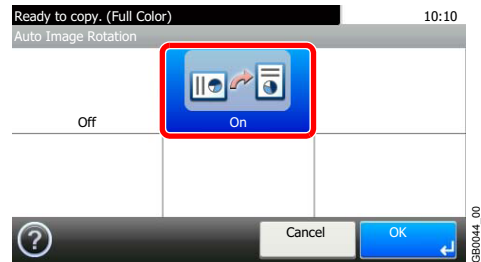 Ready to copy. (Full Color) 10:10
Auto Image Rotation
Off On
? Cancel OK
GB0044_00